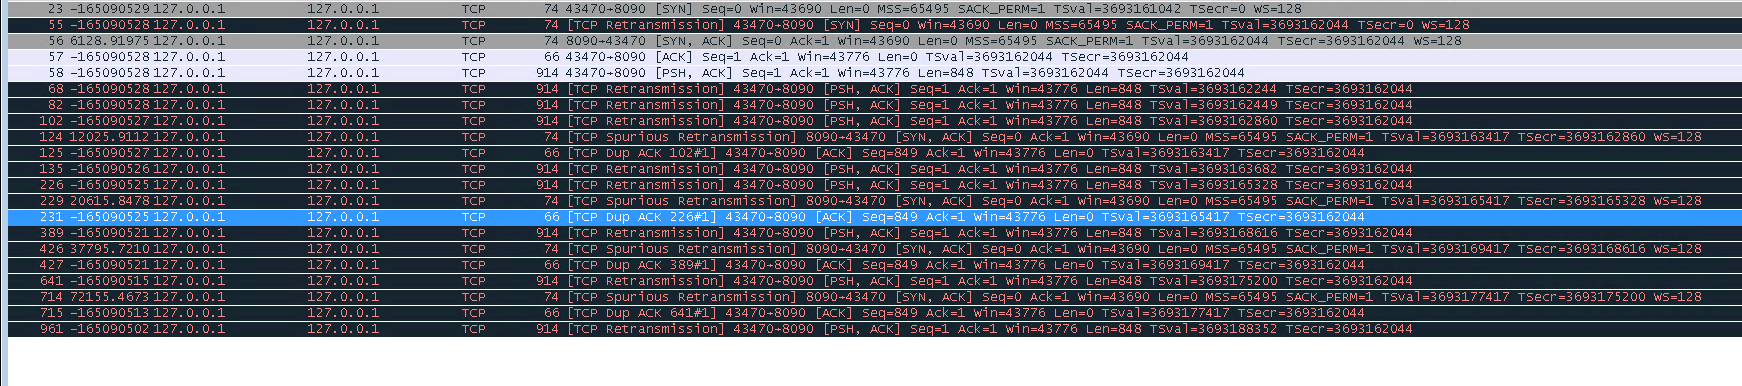 23 -165090529 127.0.0.1 127.0.0.1 TCP 74 43470→8090 [SYN] Seq=0 Win=43690 Len=0 MSS=65495 SACK_PERM=1 TSval=3693161042 TSecr=0 WS=128
55 -165090528 127.0.0.1 127.0.0.1 TCP 74 [TCP Retransmission] 43470→8090 [SYN] Seq=0 Win=43690 Len=0 MSS=65495 SACK_PERM=1 TSval=3693162044 TSecr=0 WS=128
56 6128.91975 127.0.0.1 127.0.0.1 TCP 74 8090→43470 [SYN, ACK] Seq=0 Ack=1 Win=43690 Len=0 MSS=65495 SACK_PERM=1 TSval=3693162044 TSecr=3693162044 WS=128
57 -165090528 127.0.0.1 127.0.0.1 TCP 66 43470→8090 [ACK] Seq=1 Ack=1 Win=43776 Len=0 TSval=3693162044 TSecr=3693162044
58 -165090528 127.0.0.1 127.0.0.1 TCP 914 43470→8090 [PSH, ACK] Seq=1 Ack=1 Win=43776 Len=848 TSval=3693162044 TSecr=3693162044
68 -165090528 127.0.0.1 127.0.0.1 TCP 914 [TCP Retransmission] 43470→8090 [PSH, ACK] Seq=1 Ack=1 Win=43776 Len=848 TSval=3693162244 TSecr=3693162044
82 -165090528 127.0.0.1 127.0.0.1 TCP 914 [TCP Retransmission] 43470→8090 [PSH, ACK] Seq=1 Ack=1 Win=43776 Len=848 TSval=3693162449 TSecr=3693162044
102 -165090527 127.0.0.1 127.0.0.1 TCP 914 [TCP Retransmission] 43470→8090 [PSH, ACK] Seq=1 Ack=1 Win=43776 Len=848 TSval=3693162860 TSecr=3693162044
124 12025.9112 127.0.0.1 127.0.0.1 TCP 74 [TCP Spurious Retransmission] 8090→43470 [SYN, ACK] Seq=0 Ack=1 Win=43690 Len=0 MSS=65495 SACK_PERM=1 TSval=3693163417 TSecr=3693162860 WS=128
125 -165090527 127.0.0.1 127.0.0.1 TCP 66 [TCP Dup ACK 102#1] 43470→8090 [ACK] Seq=849 Ack=1 Win=43776 Len=0 TSval=3693163417 TSecr=3693162044
135 -165090526 127.0.0.1 127.0.0.1 TCP 914 [TCP Retransmission] 43470→8090 [PSH, ACK] Seq=1 Ack=1 Win=43776 Len=848 TSval=3693163682 TSecr=3693162044
226 -165090525 127.0.0.1 127.0.0.1 TCP 914 [TCP Retransmission] 43470→8090 [PSH, ACK] Seq=1 Ack=1 Win=43776 Len=848 TSval=3693165328 TSecr=3693162044
229 20615.8478 127.0.0.1 127.0.0.1 TCP 74 [TCP Spurious Retransmission] 8090→43470 [SYN, ACK] Seq=0 Ack=1 Win=43690 Len=0 MSS=65495 SACK_PERM=1 TSval=3693165417 TSecr=3693165328 WS=128
231 -165090525 127.0.0.1 127.0.0.1 TCP 66 [TCP Dup ACK 226#1] 43470→8090 [ACK] Seq=849 Ack=1 Win=43776 Len=0 TSval=3693165417 TSecr=3693162044
389 -165090521 127.0.0.1 127.0.0.1 TCP 914 [TCP Retransmission] 43470→8090 [PSH, ACK] Seq=1 Ack=1 Win=43776 Len=848 TSval=3693168616 TSecr=3693162044
426 37795.7210 127.0.0.1 127.0.0.1 TCP 74 [TCP Spurious Retransmission] 8090→43470 [SYN, ACK] Seq=0 Ack=1 Win=43690 Len=0 MSS=65495 SACK_PERM=1 TSval=3693169417 TSecr=3693168616 WS=128
427 -165090521 127.0.0.1 127.0.0.1 TCP 66 [TCP Dup ACK 389#1] 43470→8090 [ACK] Seq=849 Ack=1 Win=43776 Len=0 TSval=3693169417 TSecr=3693162044
641 -165090515 127.0.0.1 127.0.0.1 TCP 914 [TCP Retransmission] 43470→8090 [PSH, ACK] Seq=1 Ack=1 Win=43776 Len=848 TSval=3693175200 TSecr=3693162044
714 72155.4673 127.0.0.1 127.0.0.1 TCP 74 [TCP Spurious Retransmission] 8090→43470 [SYN, ACK] Seq=0 Ack=1 Win=43690 Len=0 MSS=65495 SACK_PERM=1 TSval=3693177417 TSecr=3693175200 WS=128
715 -165090513 127.0.0.1 127.0.0.1 TCP 66 [TCP Dup ACK 641#1] 43470→8090 [ACK] Seq=849 Ack=1 Win=43776 Len=0 TSval=3693177417 TSecr=3693162044
961 -165090502 127.0.0.1 127.0.0.1 TCP 914 [TCP Retransmission] 43470→8090 [PSH, ACK] Seq=1 Ack=1 Win=43776 Len=848 TSval=3693188352 TSecr=3693162044